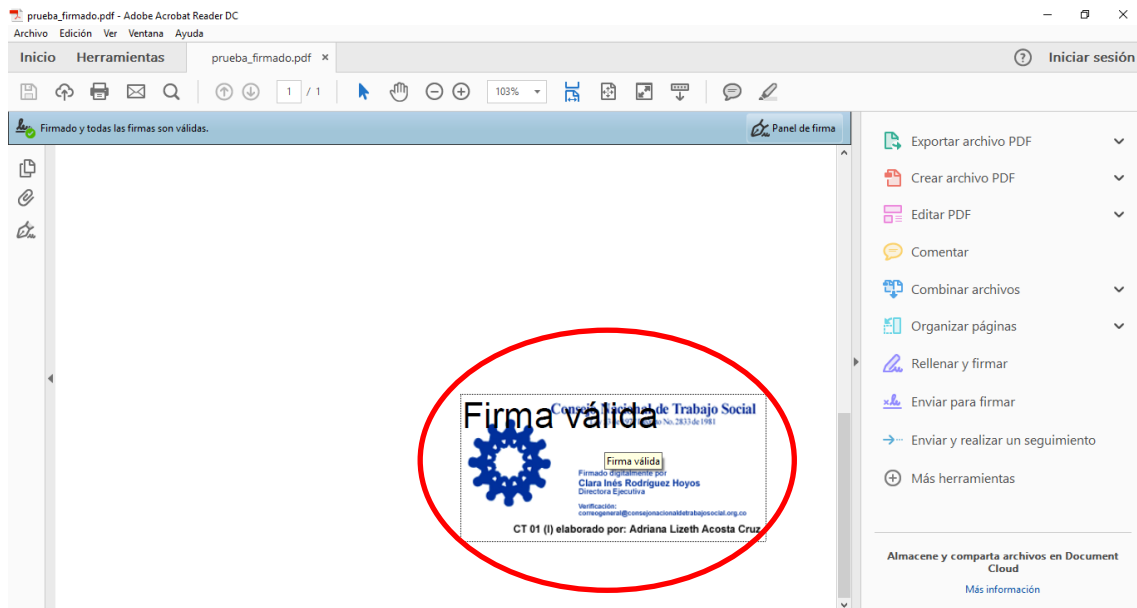 prueba_firmado.pdf - Adobe Acrobat Reader DC
Archivo Edición Ver Ventana Ayuda
Inicio Herramientas prueba_firmado.pdf × ? Iniciar sesión
1 / 1 103%
Firmado y todas las firmas son válidas. Panel de firma
Exportar archivo PDF
Crear archivo PDF
Editar PDF
Comentar
Combinar archivos
Organizar páginas
Rellenar y firmar
Enviar para firmar
Enviar y realizar un seguimiento
Más herramientas
Almacene y comparta archivos en Document
Cloud
Más información
Consejo Nacional de Trabajo Social
Firma válida
No. 2833 de 1981
Firma válida
Firmado digitalmente por
Clara Inés Rodríguez Hoyos
Directora Ejecutiva
Verificación:
correogeneral@consejonacionaldetrabajosocial.org.co
CT 01 (I) elaborado por: Adriana Lizeth Acosta Cruz